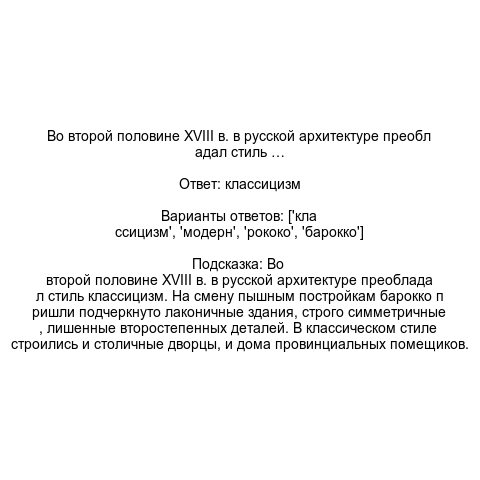 Во второй половине XVIII в. в русской архитектуре преобл
адал стиль …
Ответ: классицизм
Варианты ответов: ['кла
ссицизм', 'модерн', 'рококо', 'барокко']
Подсказка: Во
второй половине XVIII в. в русской архитектуре преоблада
л стиль классицизм. На смену пышным постройкам барокко п
ришли подчеркнуто лаконичные здания, строго симметричные
, лишенные второстепенных деталей. В классическом стиле
строились и столичные дворцы, и дома провинциальных помещиков.